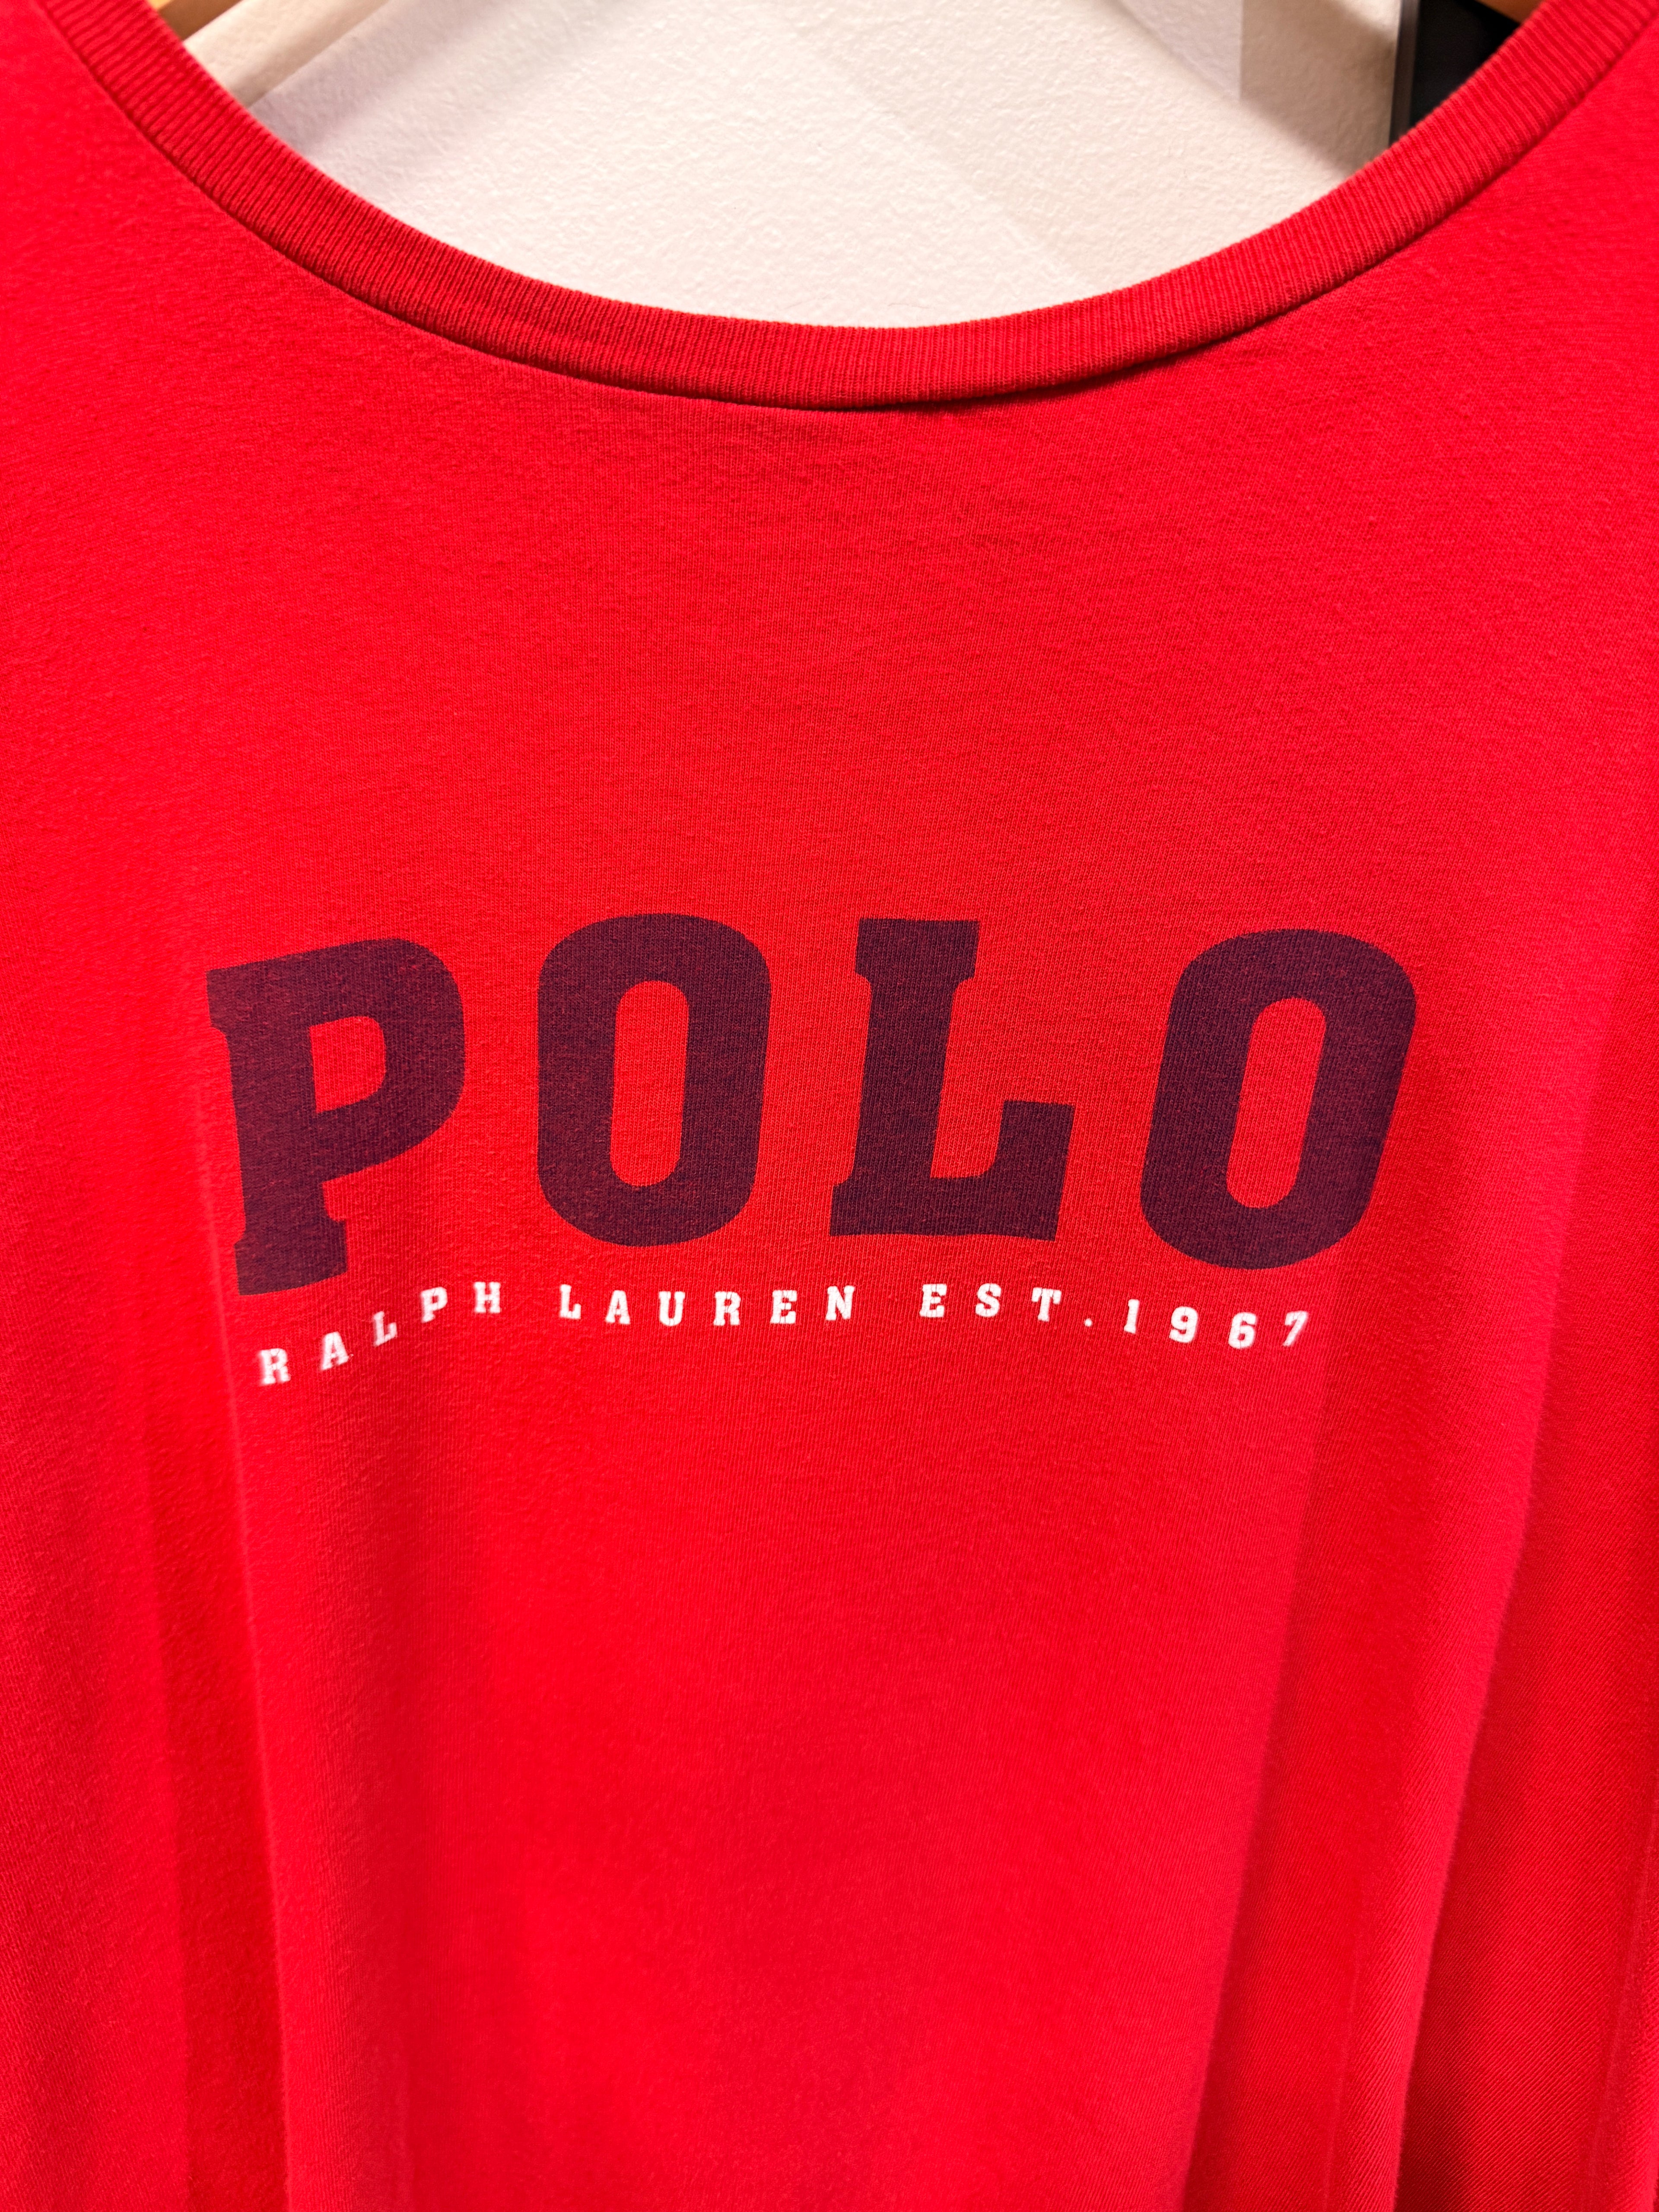 POLO
RALPH LAUREN EST.1967